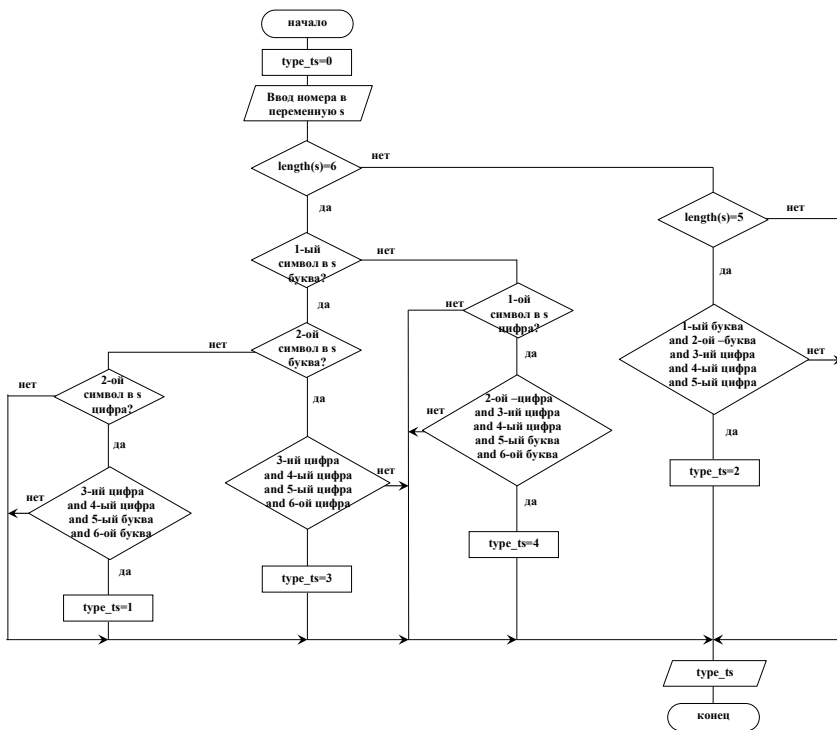 начало
type_ts=0
Ввод номера в
переменную s
length(s)=6
нет
да
length(s)=5
нет
да
1-ый
символ в s
буква?
нет
да
1-ой
символ в s
цифра?
нет
да
1-ый буква
and 2-ой –буква
and 3-ий цифра
and 4-ый цифра
and 5-ый цифра
нет
да
2-ой
символ в s
буква?
нет
да
2-ой
символ в s
цифра?
нет
да
2-ой –цифра
and 3-ий цифра
and 4-ый цифра
and 5-ый буква
and 6-ой буква
нет
да
3-ий цифра
and 4-ый цифра
and 5-ый цифра
and 6-ой цифра
нет
да
3-ий цифра
and 4-ый цифра
and 5-ый буква
and 6-ой буква
нет
да
type_ts=2
type_ts=4
type_ts=3
type_ts=1
type_ts
конец